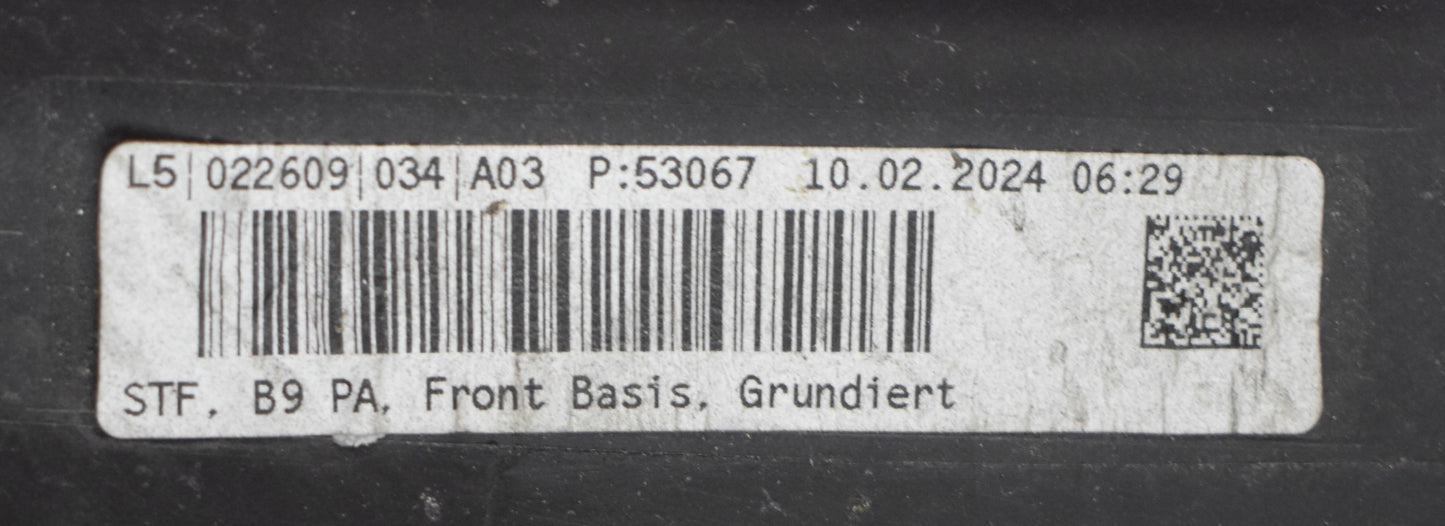 L5|022609|034|A03 P:53067 10.02.2024 06:29
STF, B9 PA, Front Basis, Grundiert